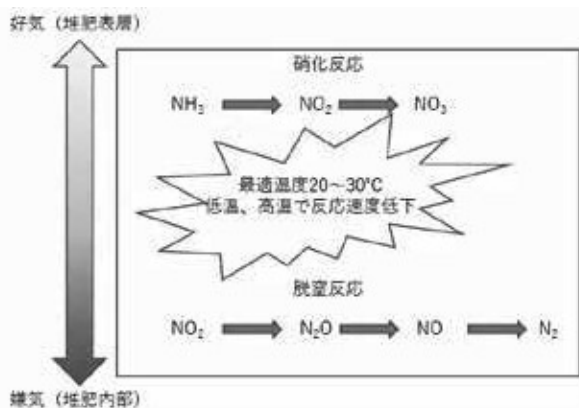 好気（堆肥表層）
硝化反応
NH₃ NO₂ NO₃
最適温度20～30℃
低温、高温で反応速度低下
脱窒反応
NO₂ N₂O NO N₂
嫌気（堆肥内部）